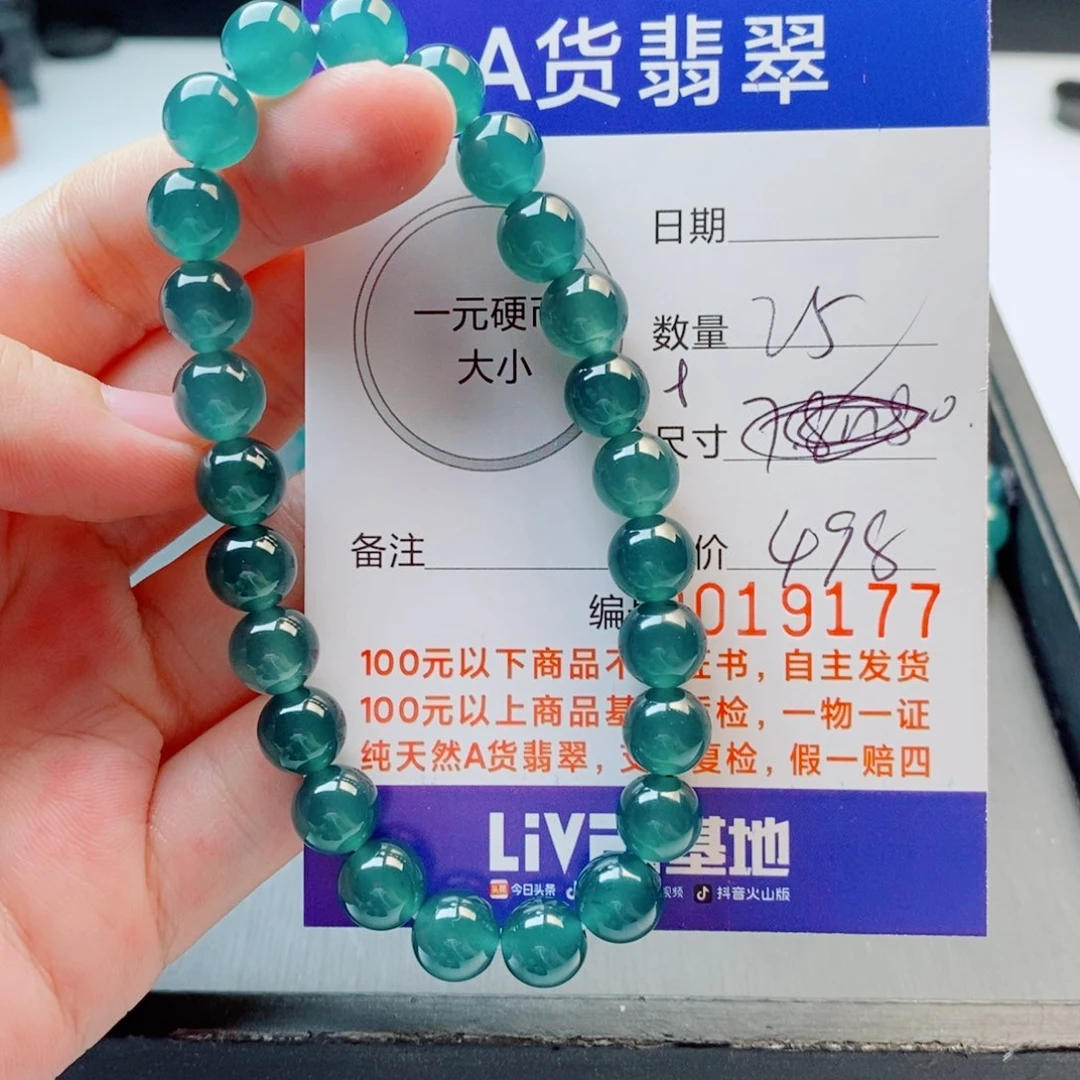 A货翡翠
一元硬
大小
日期
数量 25
尺寸
备注
价 498
编 019177
100元以下商品不 证书，自主发货
100元以上商品基 质检，一物一证
纯天然A货翡翠， 复检，假一赔四
LiV 基地
头条 今日头条 视频 抖音火山版